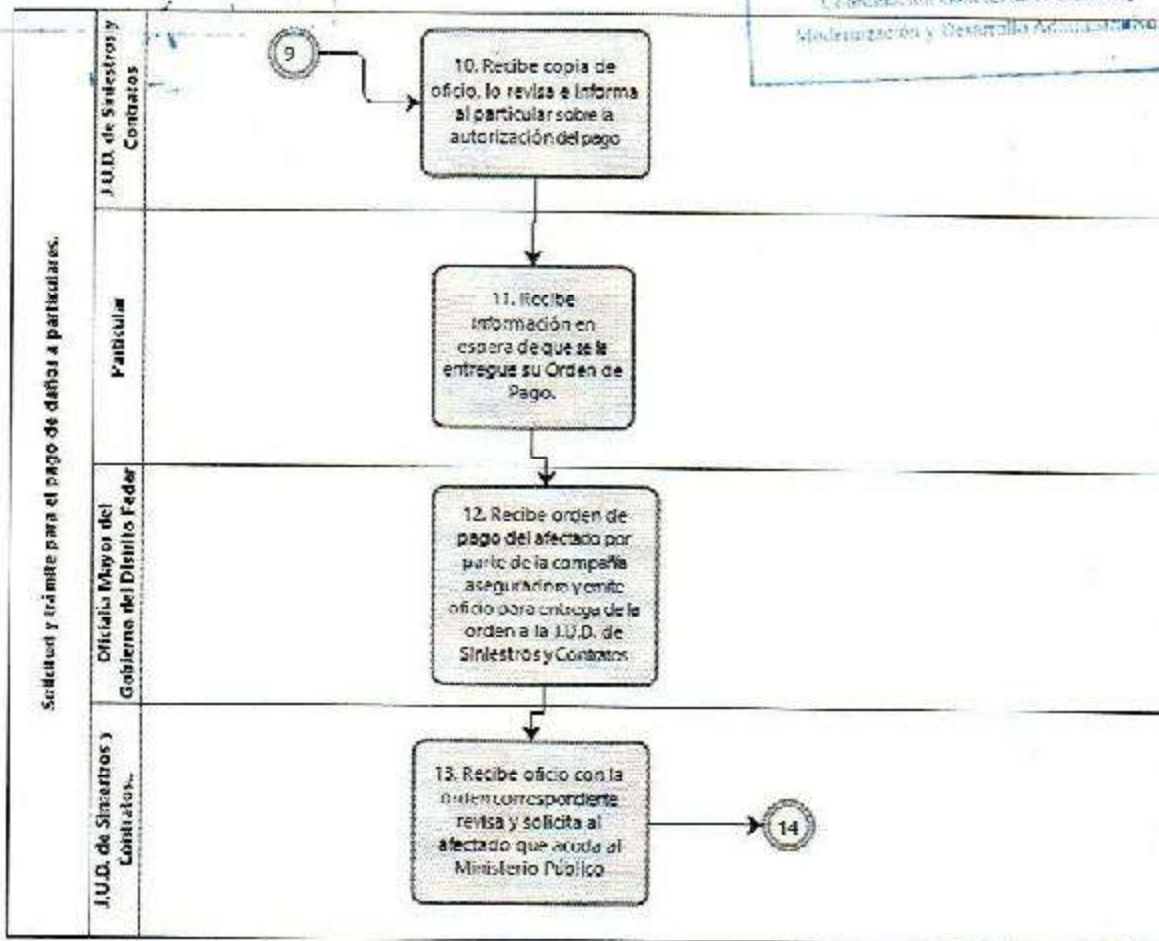 Modernización y Desarrollo Administrativo
Solicitud y trámite para el pago de daños a particulares.
J.U.D. de Siniestros y
Contratos
9
10. Recibe copia de
oficio, lo revisa e informa
al particular sobre la
autorización del pago
Particular
11. Recibe
información en
espera de que se le
entregue su Orden de
Pago.
Oficialía Mayor del
Gobierno del Distrito Feder
12. Recibe orden de
pago del afectado por
parte de la compañía
aseguradora y emite
oficio para entrega de la
orden a la J.U.D. de
Siniestros y Contratos
J.U.D. de Siniestros y
Contratos..
13. Recibe oficio con la
orden correspondiente
revisa y solicita al
afectado que acuda al
Ministerio Público
14